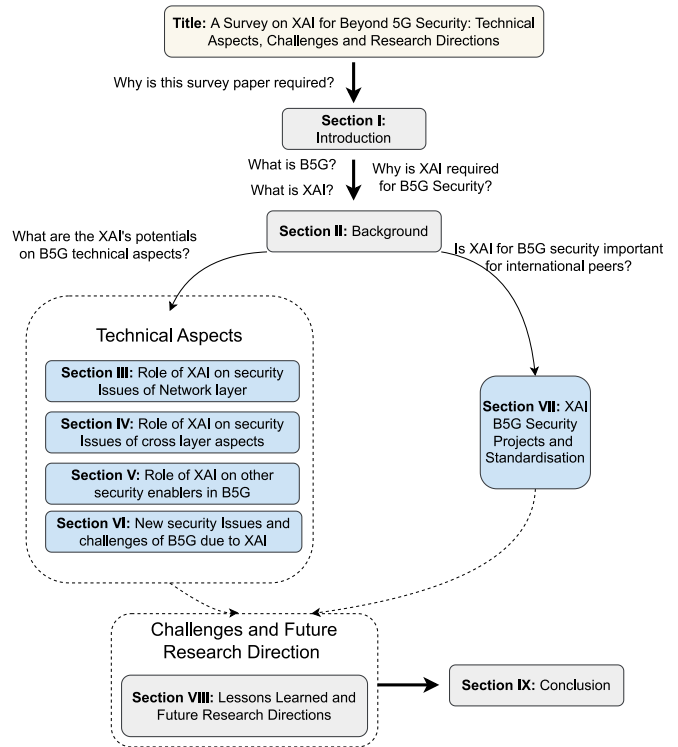 Title: A Survey on XAI for Beyond 5G Security: Technical
Aspects, Challenges and Research Directions
Why is this survey paper required?
Section I:
Introduction
What is B5G?
What is XAI?
Why is XAI required
for B5G Security?
Section II: Background
What are the XAI's potentials
on B5G technical aspects?
Is XAI for B5G security important
for international peers?
Technical Aspects
Section III: Role of XAI on security
Issues of Network layer
Section IV: Role of XAI on security
Issues of cross layer aspects
Section V: Role of XAI on other
security enablers in B5G
Section VI: New security Issues and
challenges of B5G due to XAI
Section VII: XAI
B5G Security
Projects and
Standardisation
Challenges and Future
Research Direction
Section VIII: Lessons Learned and
Future Research Directions
Section IX: Conclusion